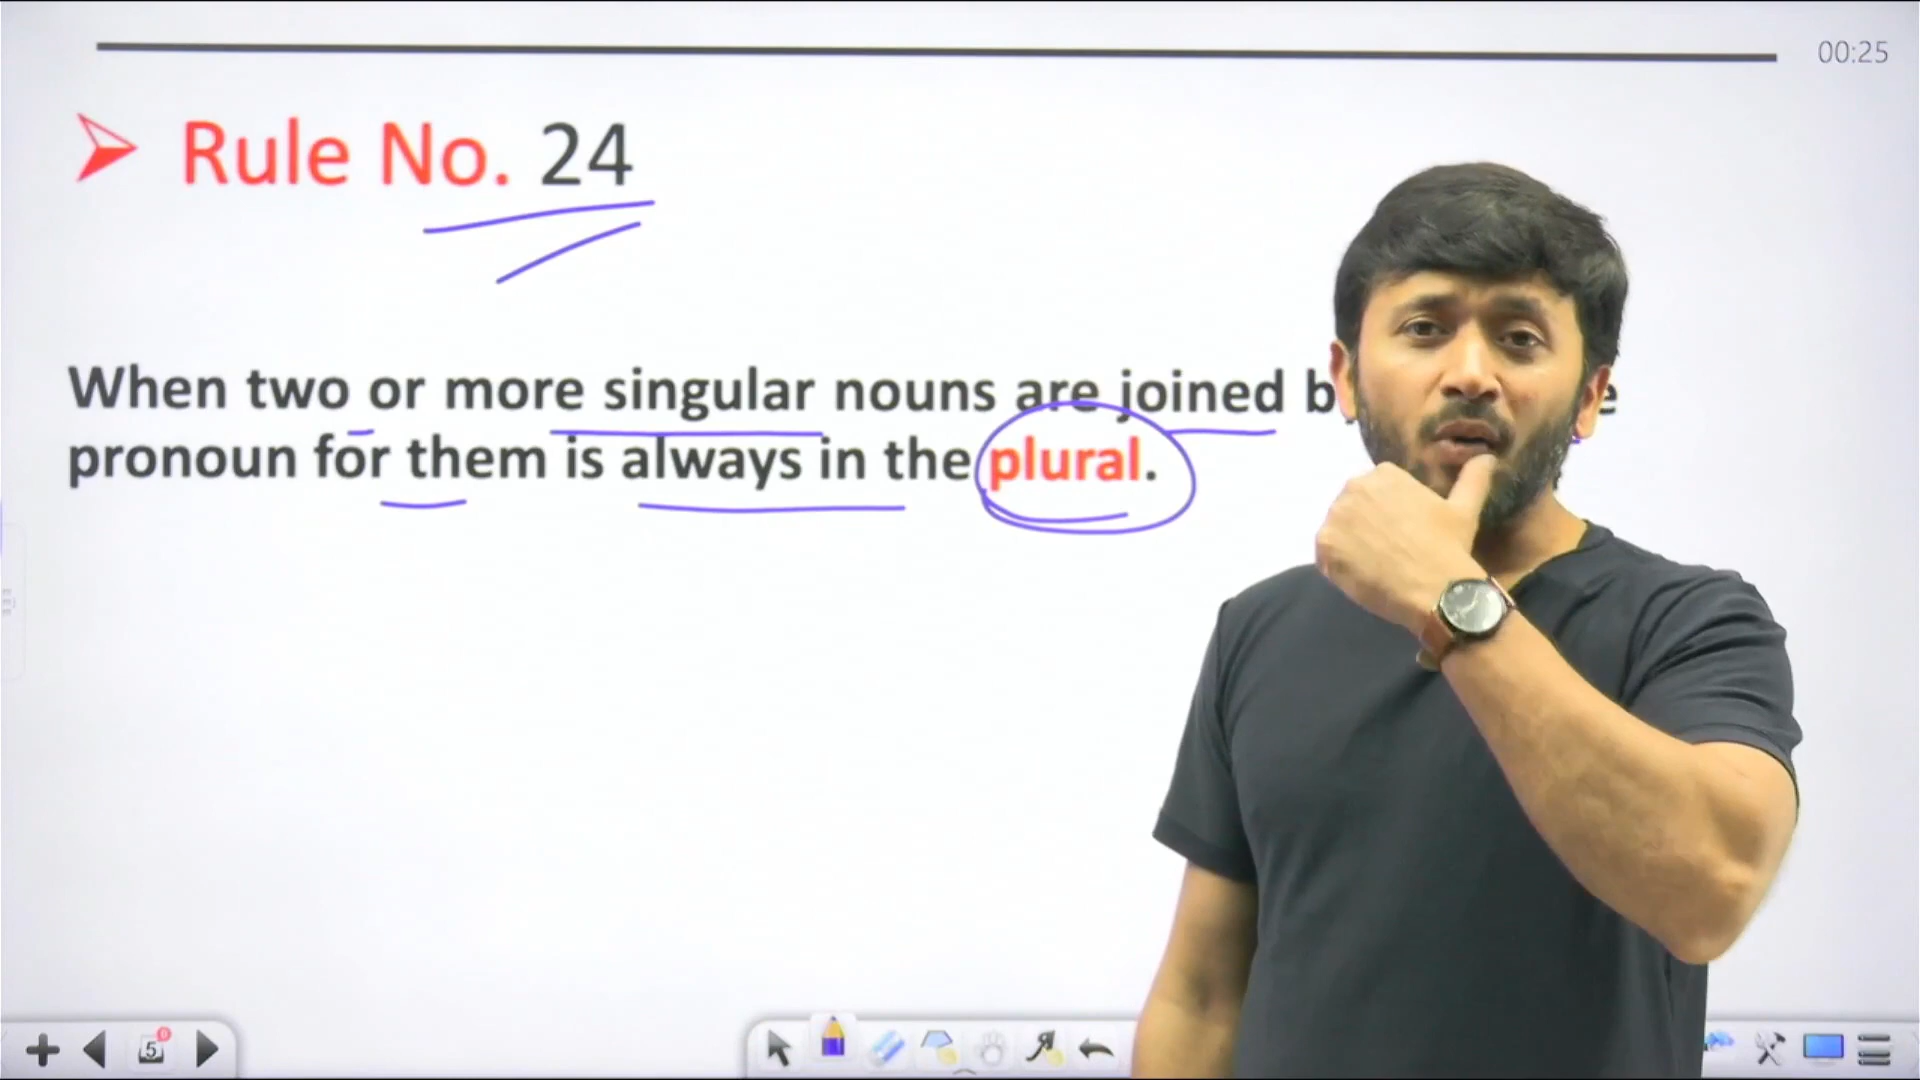 00:25
Rule No. 24
When two or more singular nouns are joined
pronoun for them is always in the plural.
5